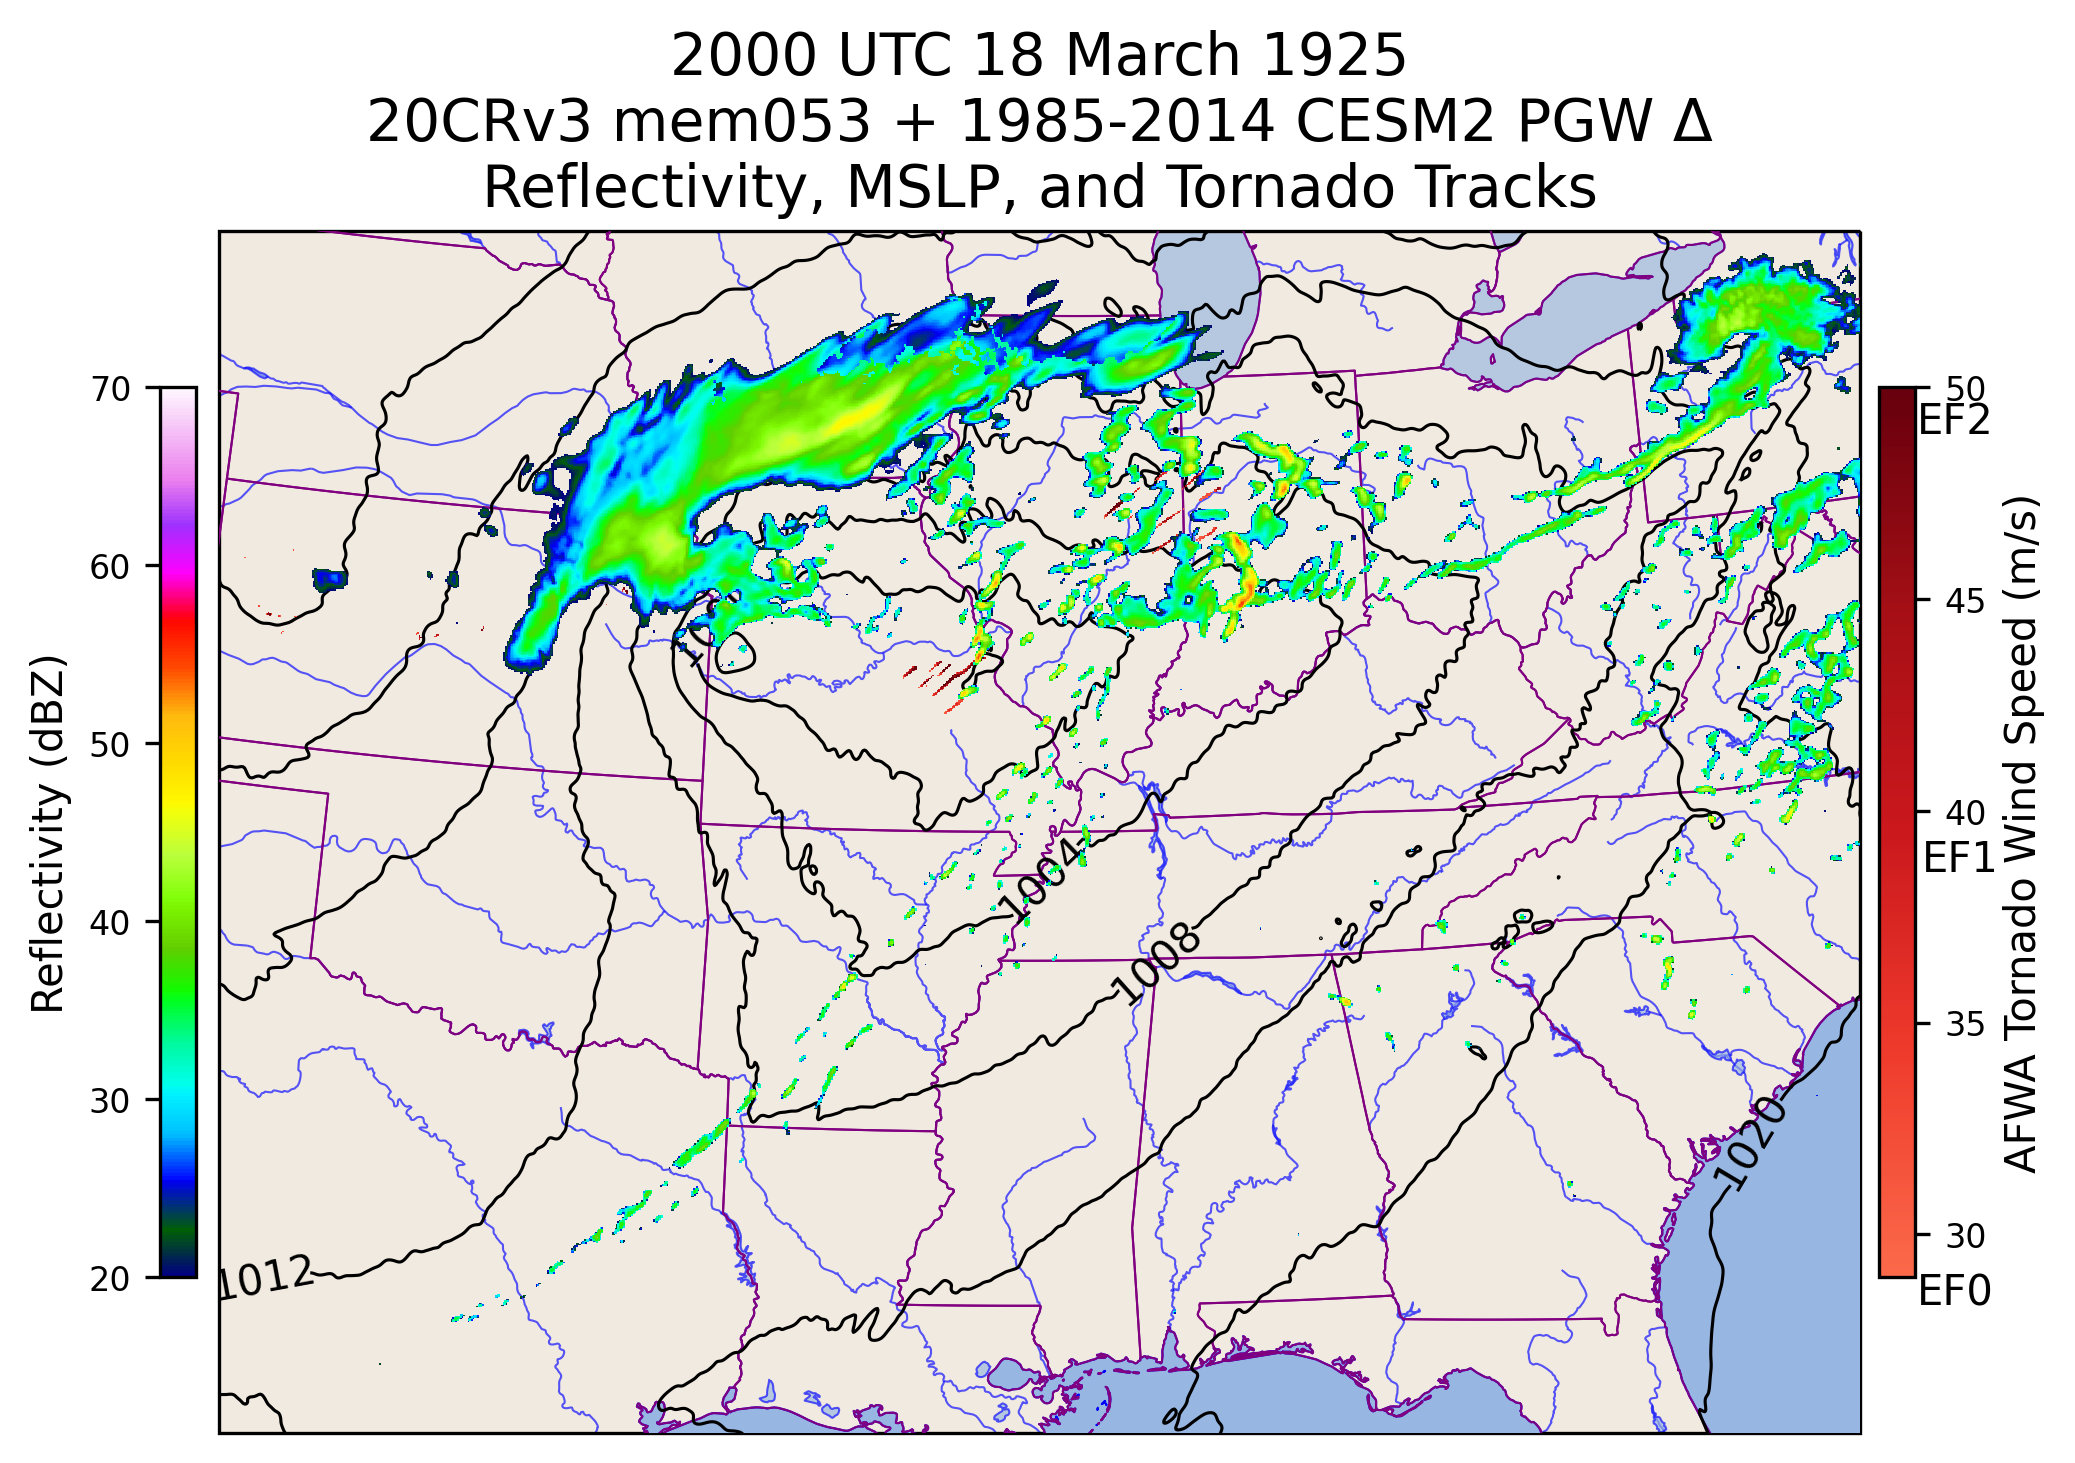 2000 UTC 18 March 1925
20CRv3 mem053 + 1985-2014 CESM2 PGW Δ
Reflectivity, MSLP, and Tornado Tracks
70
60
50
40
30
20
Reflectivity (dBZ)
1004
1008
1012
1020
50
EF2
45
40
EF1
35
30
EF0
AFWA Tornado Wind Speed (m/s)